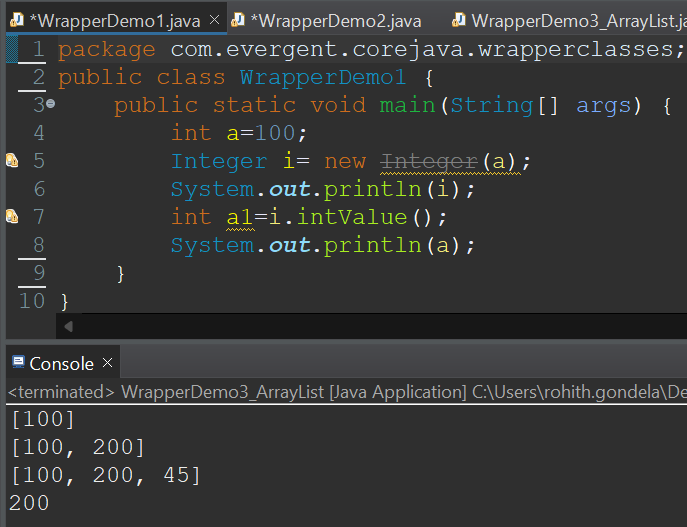 *WrapperDemo1.java × *WrapperDemo2.java WrapperDemo3_ArrayList.ja
1 package com.evergent.corejava.wrapperclasses;
2 public class WrapperDemo1 {
3 public static void main(String[] args) {
4 int a=100;
5 Integer i= new Integer(a);
6 System.out.println(i);
7 int a1=i.intValue();
8 System.out.println(a);
9 }
10 }
Console ×
<terminated> WrapperDemo3_ArrayList [Java Application] C:\Users\rohith.gondela\De
[100]
[100, 200]
[100, 200, 45]
200